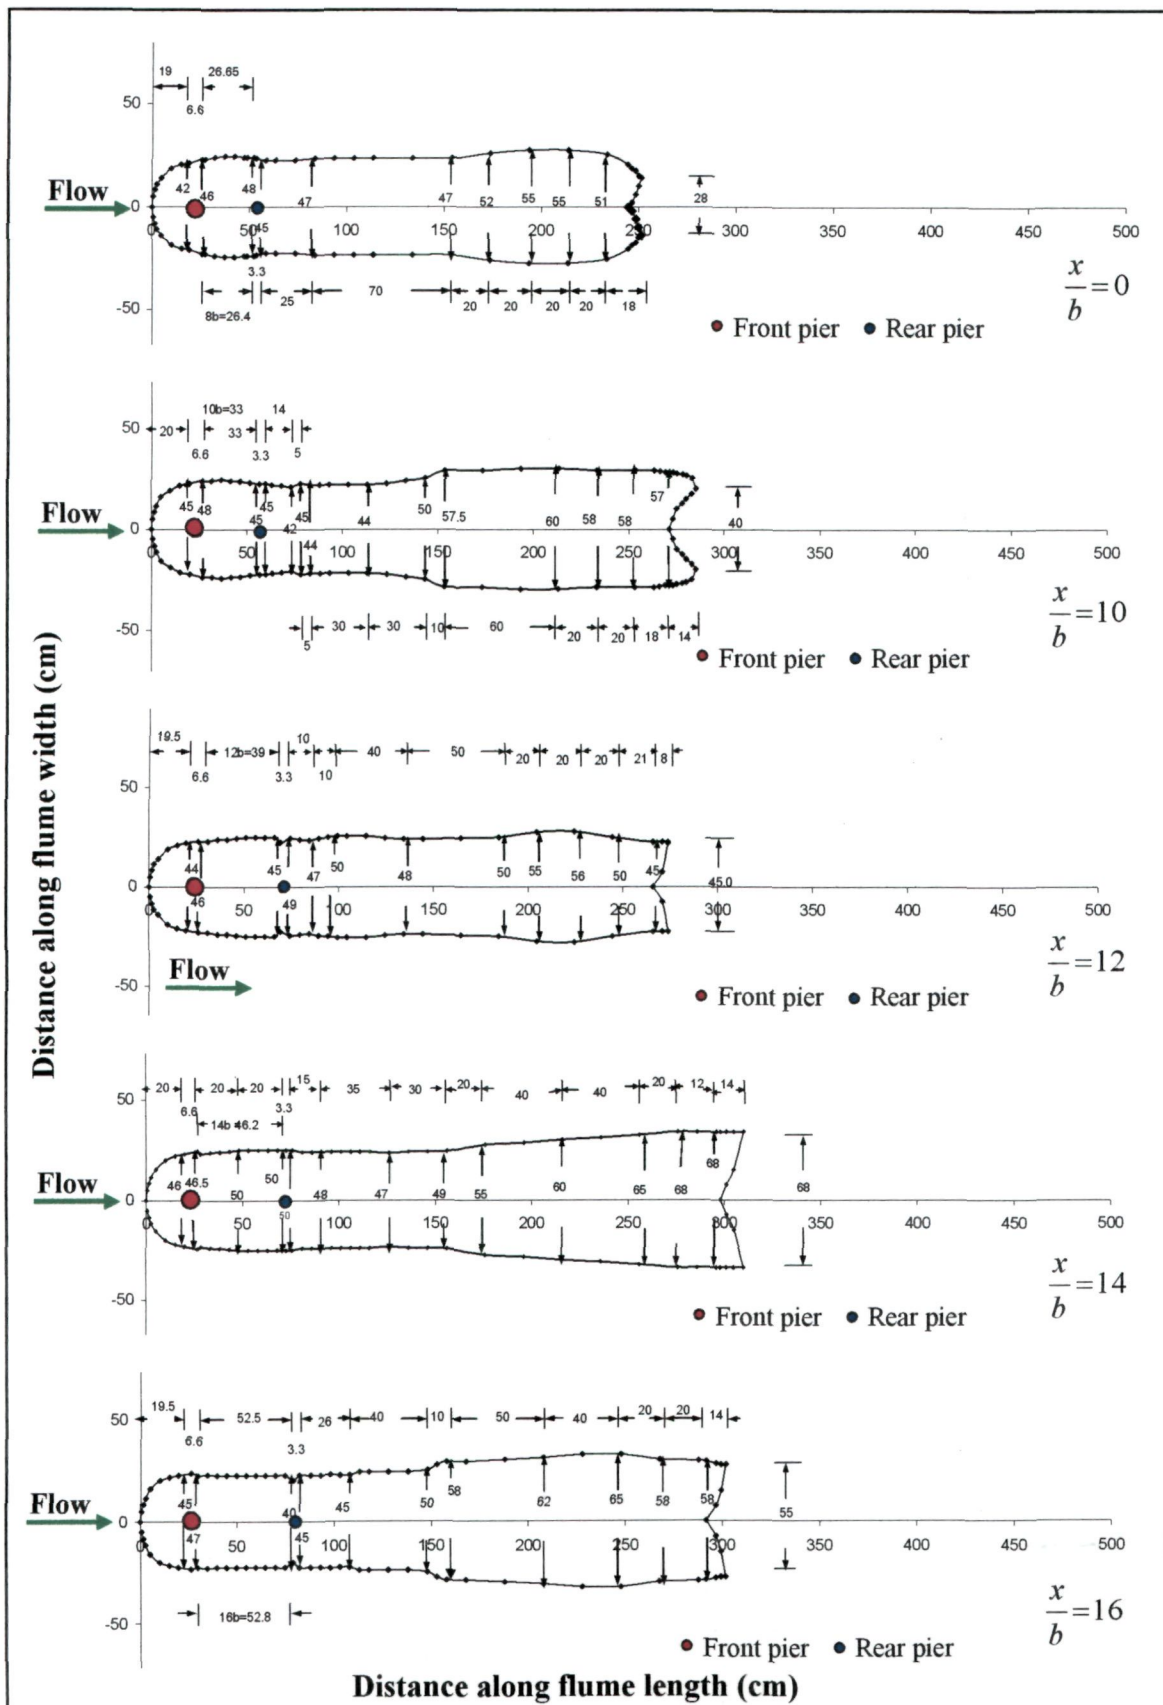 19 26.65
6.6
50
42 46 48 47 47 52 55 55 51 28
Flow
0
0 50 100 150 200 250 300 350 400 450 500
45
3.3
8b=26.4 25 70 20 20 20 20 18
-50
x/b=0
Front pier Rear pier
10b=33 14
50
20 33
6.6 3.3 5
45 48 45 45 42 45 44 44 50 57.5 60 58 58 57 40
Flow
0
0 50 100 150 200 250 300 350 400 450 500
-50
5 30 30 10 60 20 20 18 14
x/b=10
Front pier Rear pier
19.5 12b=39 10 40 50 20 20 20 21 8
6.6 3.3 10
50
44 46 45 49 47 50 48 50 55 56 50 45 45.0
0
0 50 100 150 200 250 300 350 400 450 500
Flow
-50
x/b=12
Front pier Rear pier
20 20 20 15 35 30 20 40 40 20 12 14
50
6.6 3.3
14b=46.2
46 46.5 50 50 50 48 47 49 55 60 65 68 68 68
Flow
0
0 50 100 150 200 250 300 350 400 450 500
-50
x/b=14
Front pier Rear pier
19.5 52.5 26 40 10 50 40 20 20 14
50
6.6 3.3
45 47 40 45 45 50 58 62 65 58 58 55
Flow
0
0 50 100 150 200 250 300 350 400 450 500
16b=52.8
-50
x/b=16
Front pier Rear pier
Distance along flume width (cm)
Distance along flume length (cm)